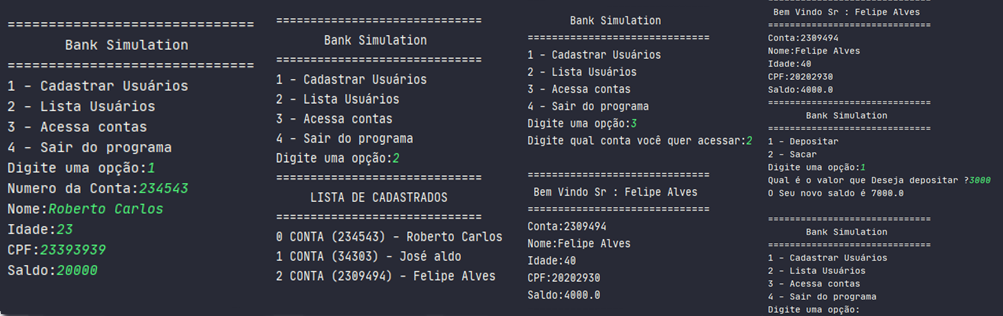 ==============================
Bank Simulation
==============================
1 - Cadastrar Usuários
2 - Lista Usuários
3 - Acessa contas
4 - Sair do programa
Digite uma opção:1
Numero da Conta:234543
Nome:Roberto Carlos
Idade:23
CPF:23393939
Saldo:20000
==============================
Bank Simulation
==============================
1 - Cadastrar Usuários
2 - Lista Usuários
3 - Acessa contas
4 - Sair do programa
Digite uma opção:2
==============================
LISTA DE CADASTRADOS
==============================
0 CONTA (234543) - Roberto Carlos
1 CONTA (34303) - José aldo
2 CONTA (2309494) - Felipe Alves
Bank Simulation
==============================
1 - Cadastrar Usuários
2 - Lista Usuários
3 - Acessa contas
4 - Sair do programa
Digite uma opção:3
Digite qual conta você quer acessar:2
==============================
Bem Vindo Sr : Felipe Alves
==============================
Conta:2309494
Nome:Felipe Alves
Idade:40
CPF:20202930
Saldo:4000.0
==============================
Bem Vindo Sr : Felipe Alves
==============================
Conta:2309494
Nome:Felipe Alves
Idade:40
CPF:20202930
Saldo:4000.0
==============================
Bank Simulation
==============================
1 - Depositar
2 - Sacar
Digite uma opção:1
Qual é o valor que Deseja depositar ?3000
O Seu novo saldo é 7000.0
==============================
Bank Simulation
==============================
1 - Cadastrar Usuários
2 - Lista Usuários
3 - Acessa contas
4 - Sair do programa
Digite uma opção: